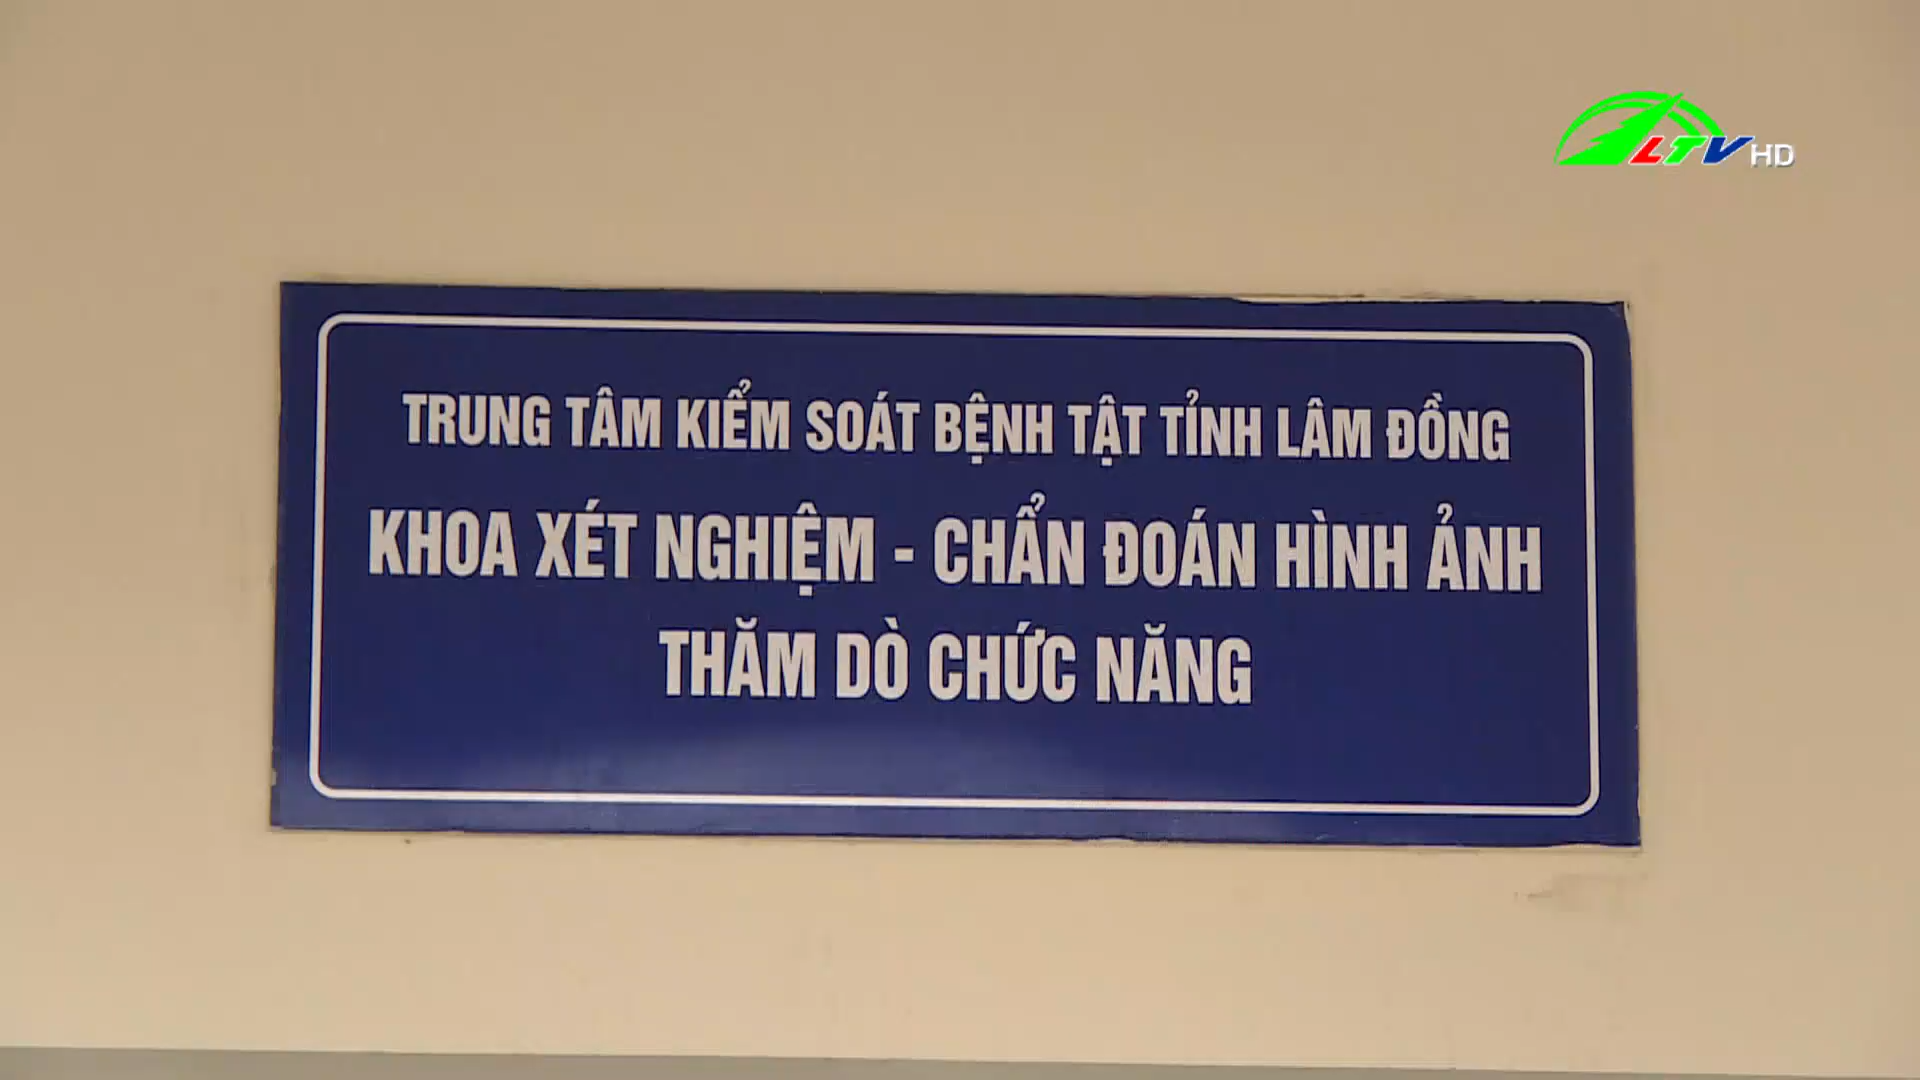 LTV HD
TRUNG TÂM KIỂM SOÁT BỆNH TẬT TỈNH LÂM ĐỒNG
KHOA XÉT NGHIỆM - CHẨN ĐOÁN HÌNH ẢNH
THĂM DÒ CHỨC NĂNG